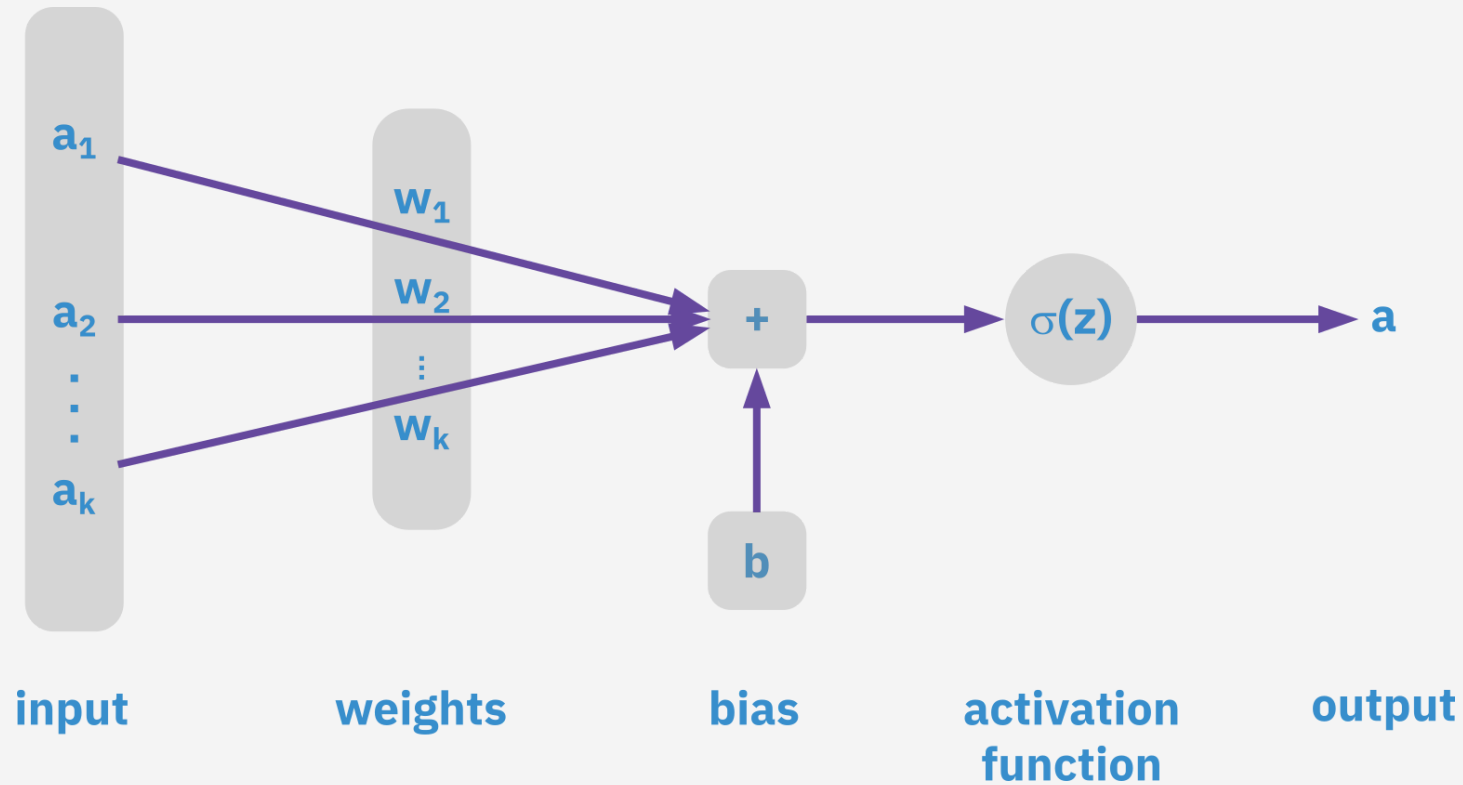 a₁
a₂
⋮
aₖ
w₁
w₂
⋮
wₖ
+
b
σ(z)
a
input
weights
bias
activation
function
output